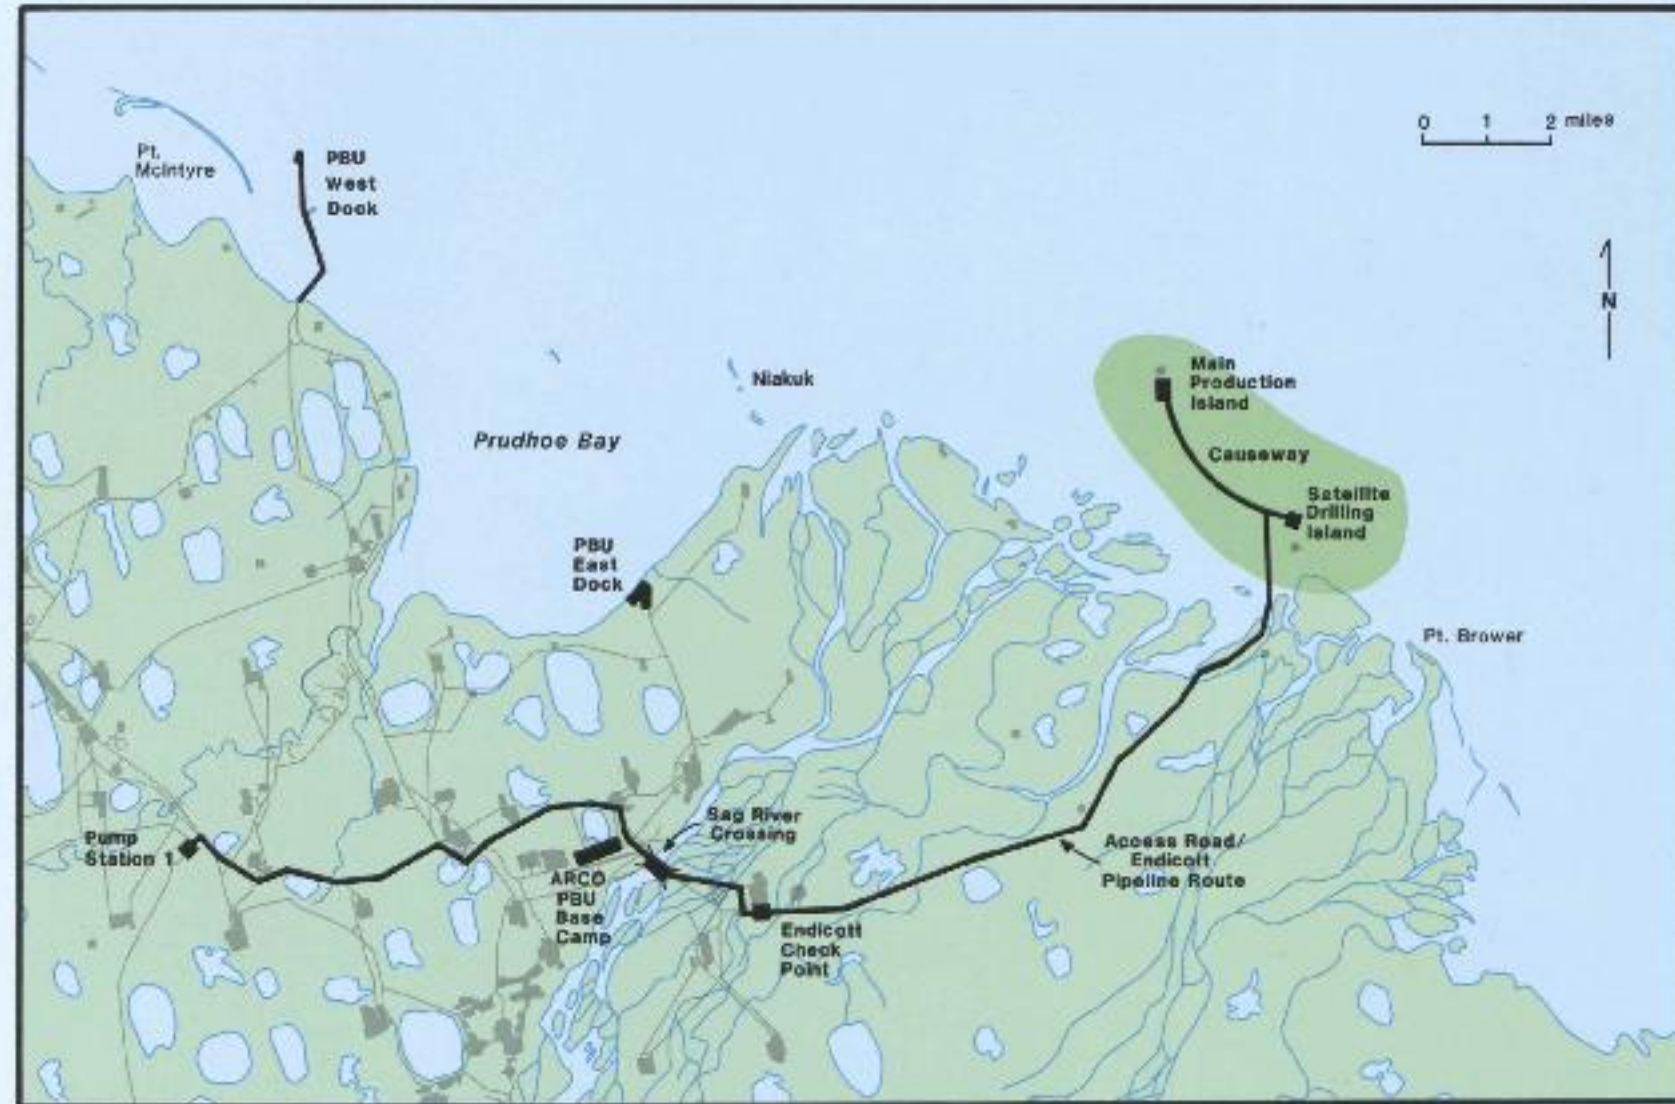 Pt.
McIntyre
PBU
West
Dock
0 1 2 miles
N
Niakuk
Prudhoe Bay
Main
Production
Island
Causeway
Satellite
Drilling
Island
PBU
East
Dock
Pt. Brower
Pump
Station 1
Sag River
Crossing
ARCO
PBU
Base
Camp
Access Road/
Endicott
Pipeline Route
Endicott
Check
Point